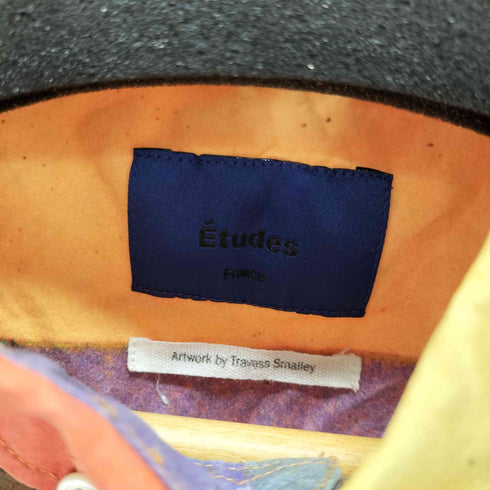 Études
France
Artwork by Travess Smalley